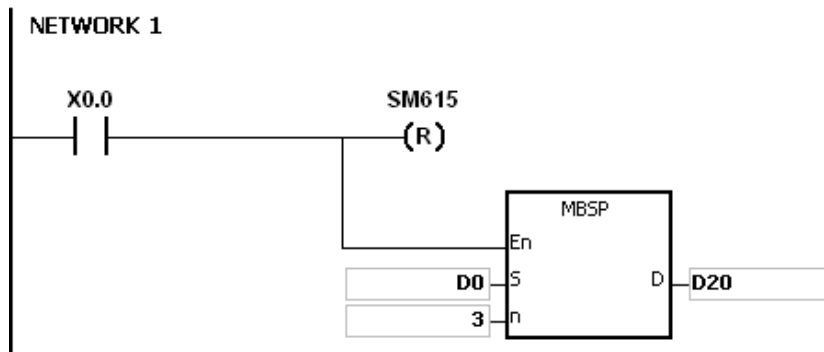 NETWORK 1
X0.0
SM615
(R)
MBSP
En
D0 S D D20
3 n